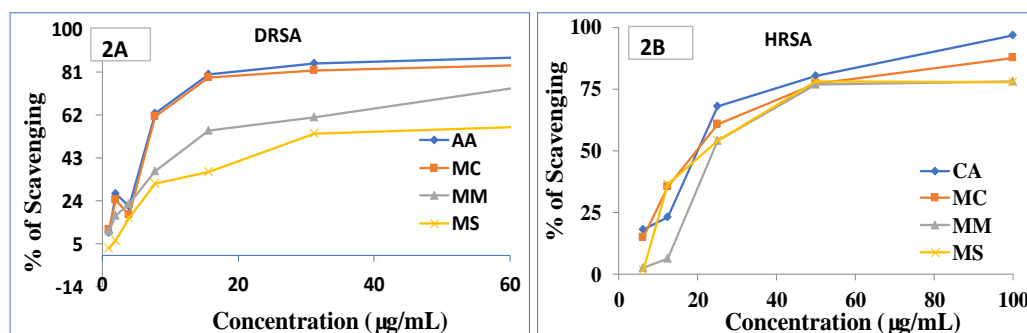 2A
DRSA
% of Scavenging
100
81
62
43
24
5
-14
0
20
40
60
Concentration (µg/mL)
AA
MC
MM
MS
2B
HRSA
% of Scavenging
100
75
50
25
0
0
20
40
60
80
100
Concentration (µg/mL)
CA
MC
MM
MS